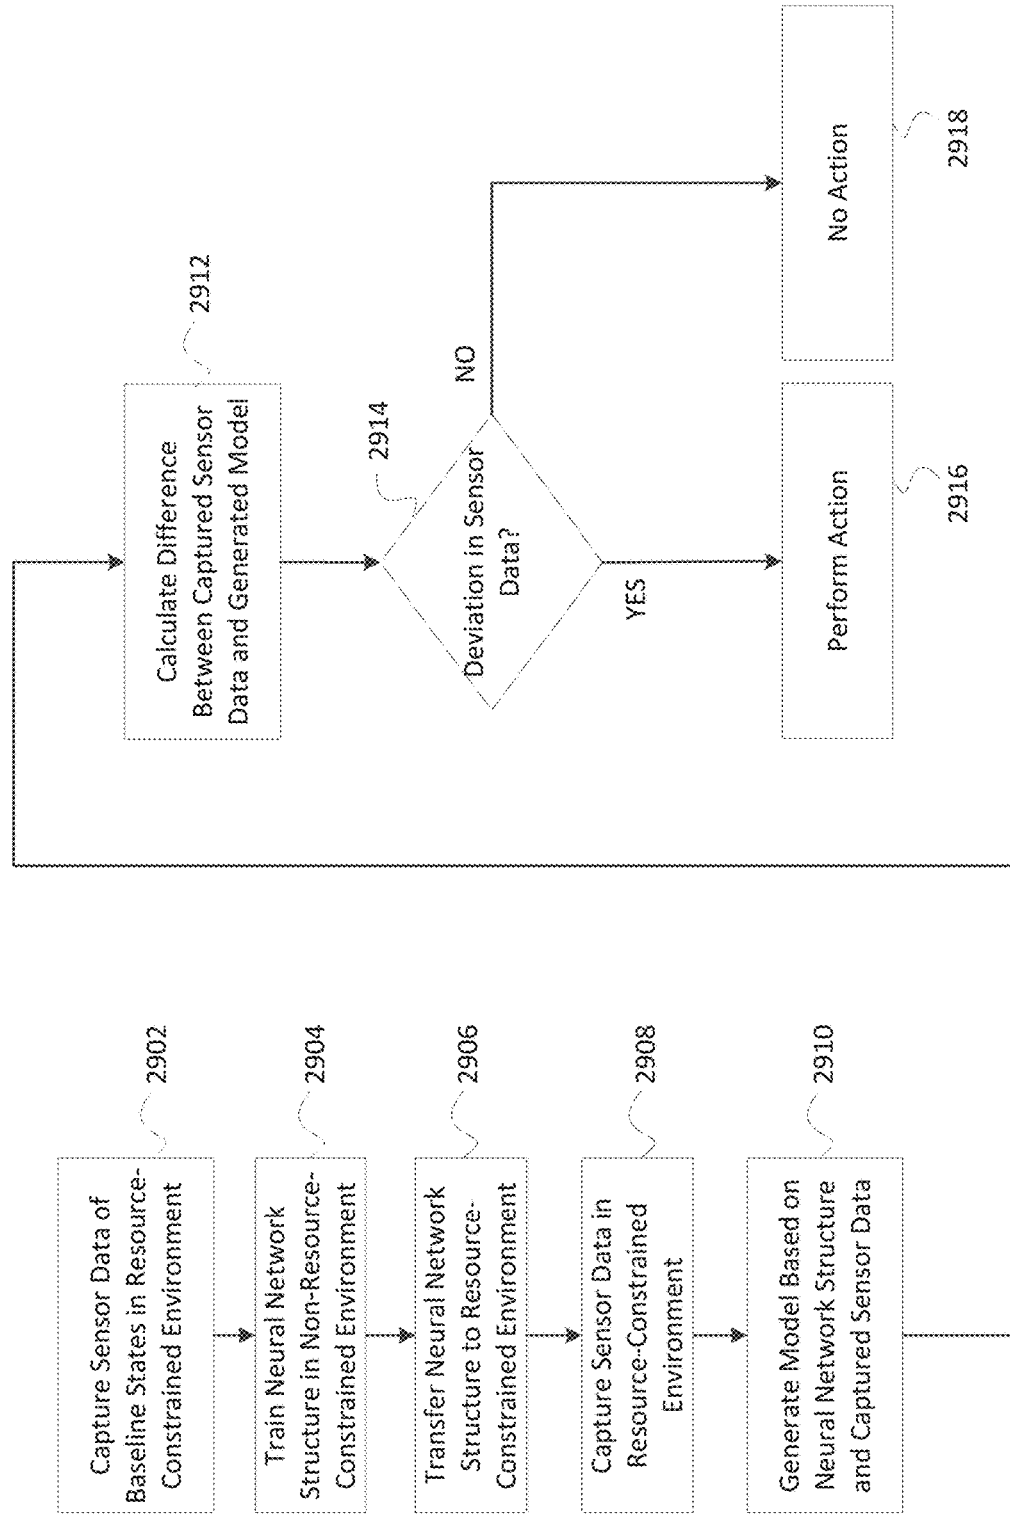 Capture Sensor Data of
Baseline States in Resource-
Constrained Environment
2902
Train Neural Network
Structure in Non-Resource-
Constrained Environment
2904
Transfer Neural Network
Structure to Resource-
Constrained Environment
2906
Capture Sensor Data in
Resource-Constrained
Environment
2908
Generate Model Based on
Neural Network Structure
and Captured Sensor Data
2910
Calculate Difference
Between Captured Sensor
Data and Generated Model
2912
Deviation in Sensor
Data?
2914
NO
YES
Perform Action
2916
No Action
2918